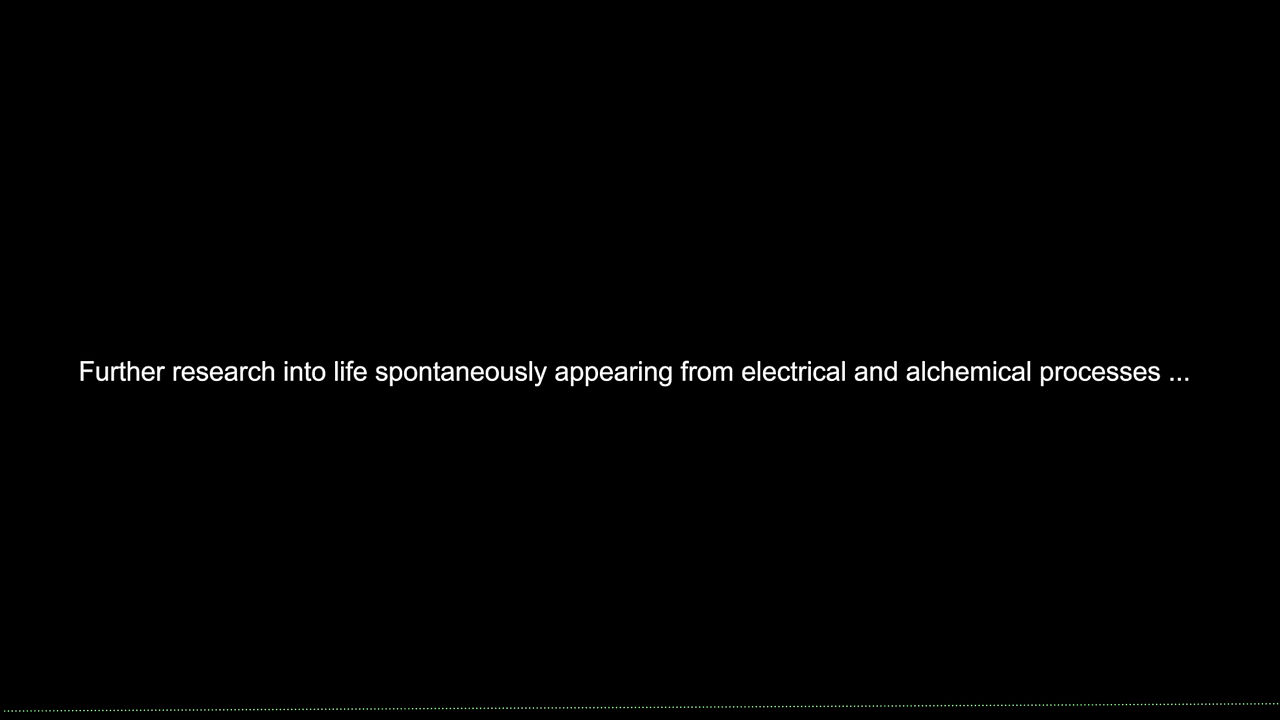 Further research into life spontaneously appearing from electrical and alchemical processes ...